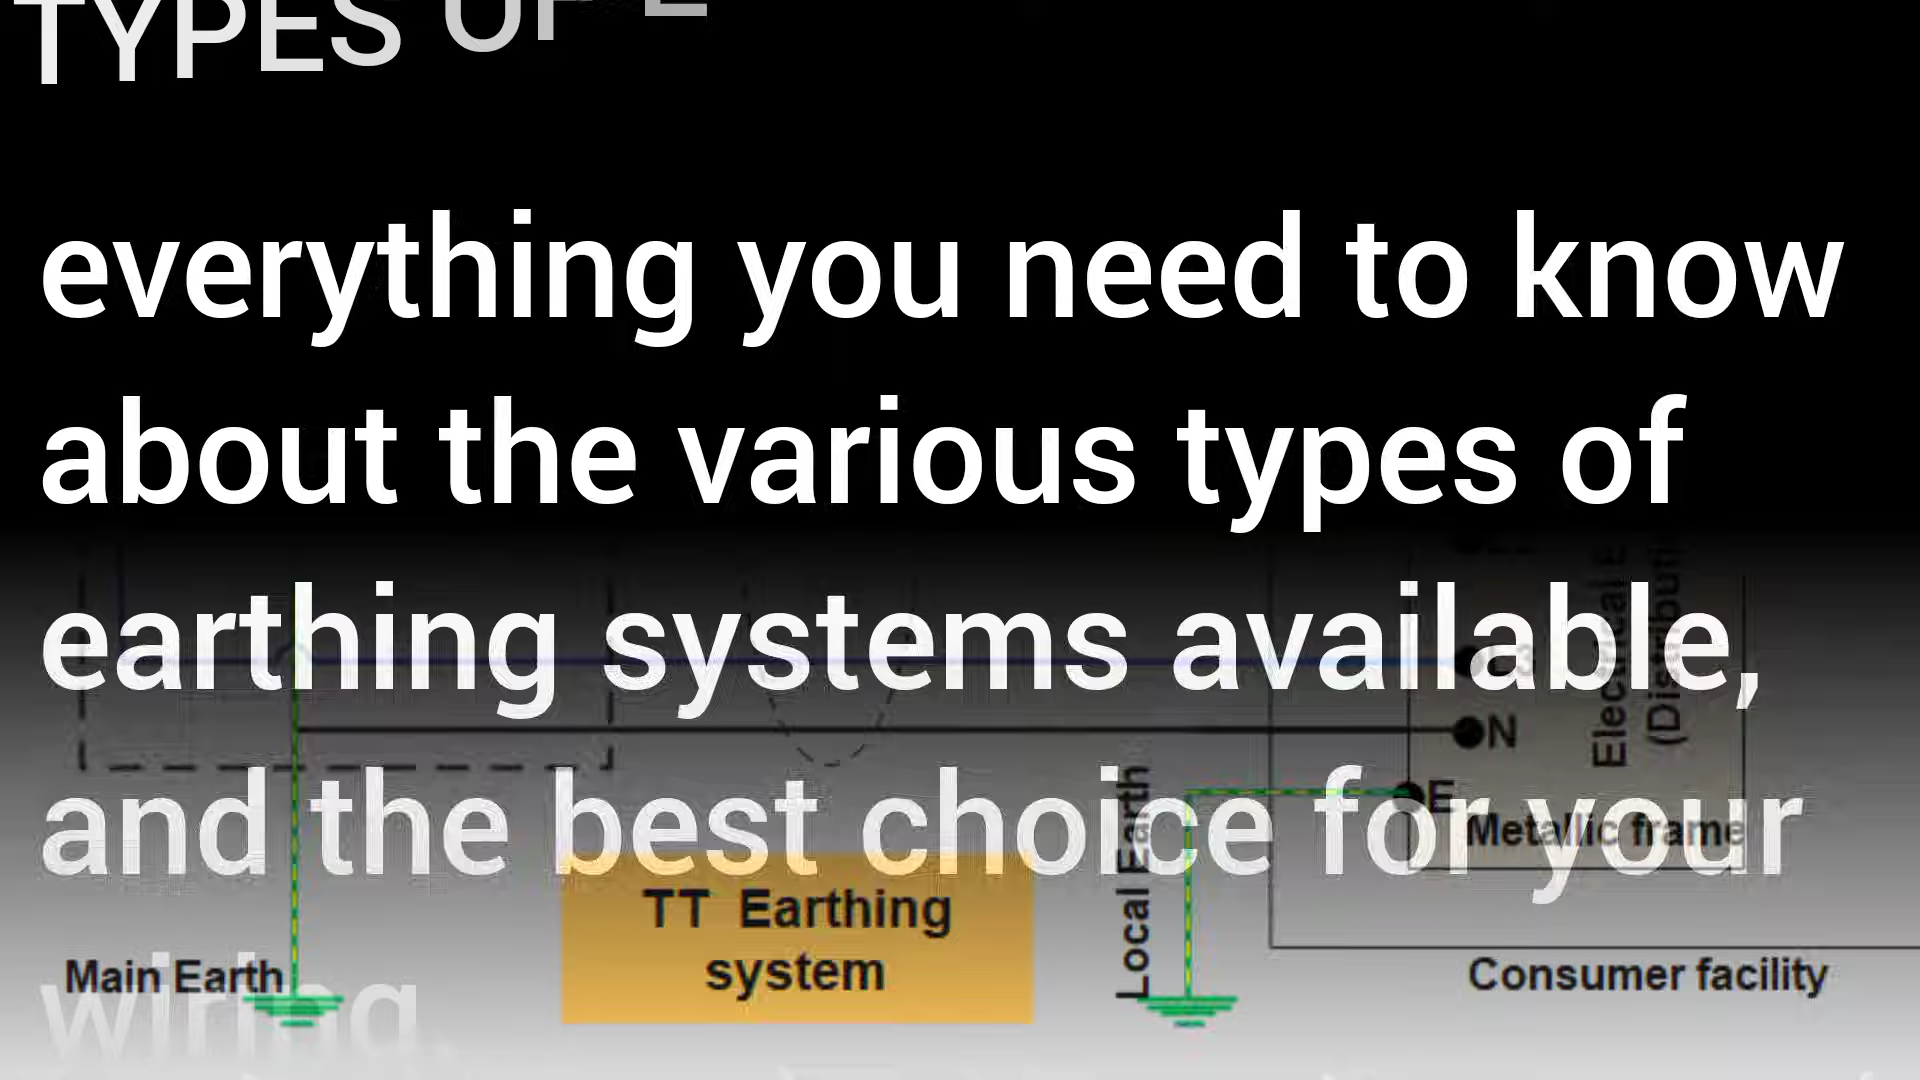 TYPES OF E
everything you need to know
about the various types of
earthing systems available,
and the best choice for your
wiring.
N
E
Metallic frame
Local Earth
TT Earthing
system
Main Earth
Consumer facility